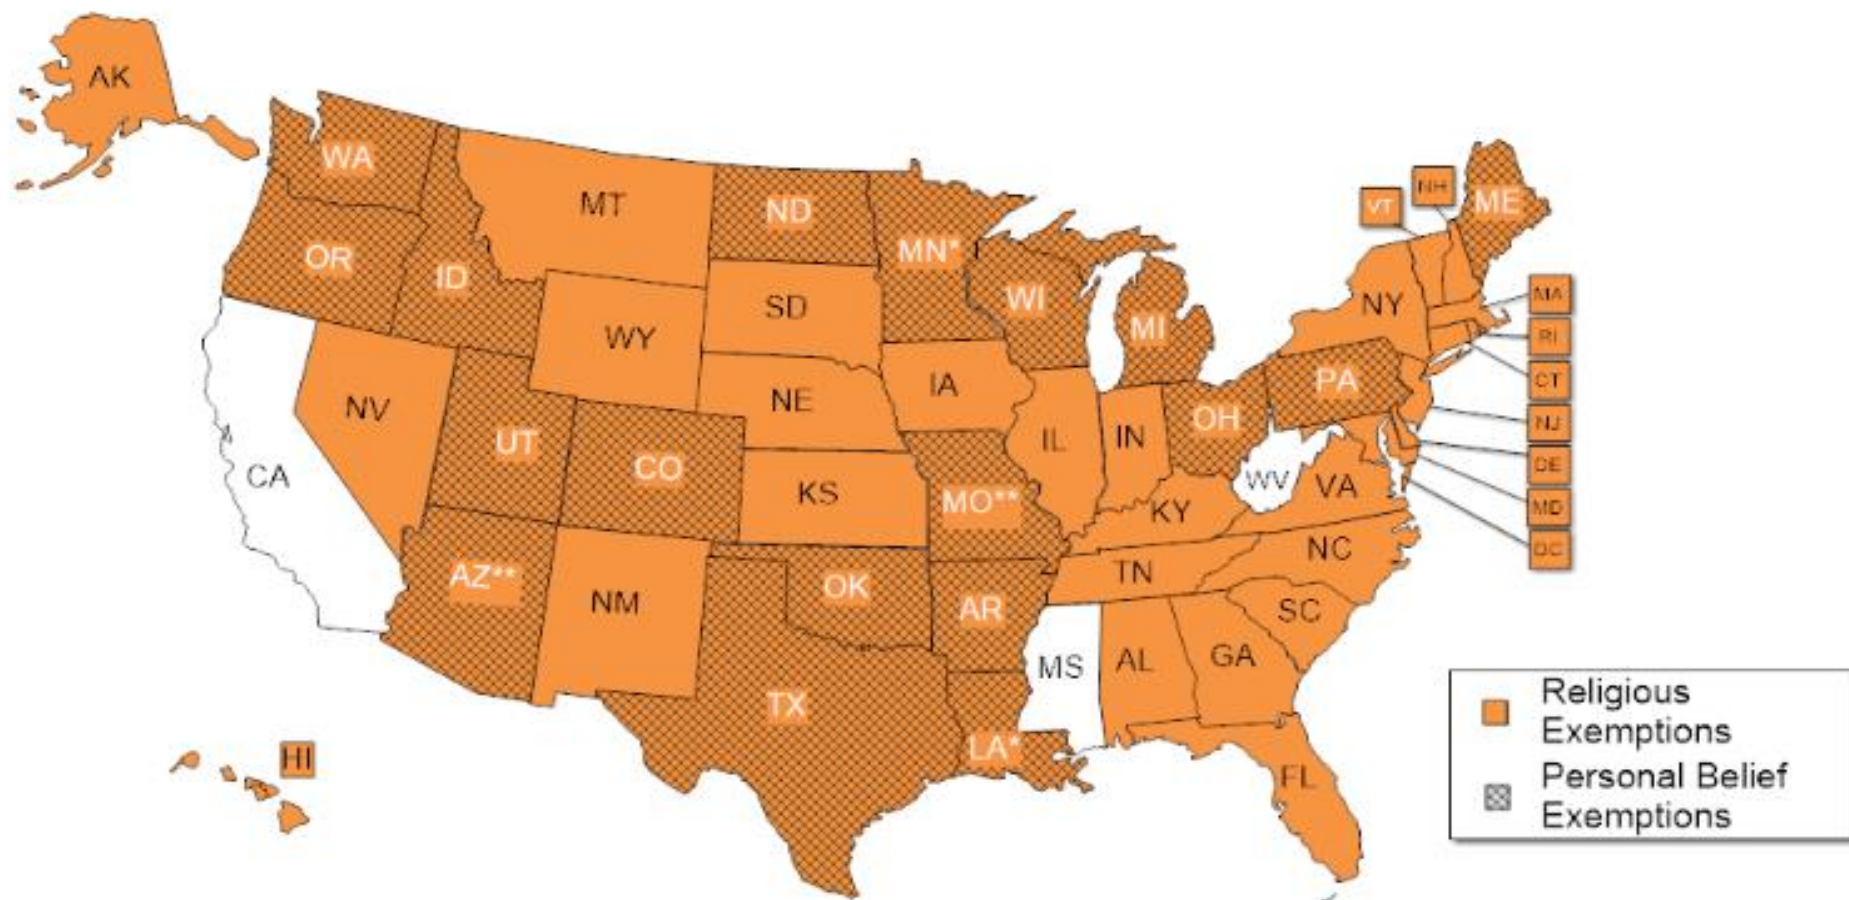 AK
WA
MT
ND
MN*
ME
NH
VT
OR
ID
SD
WI
MI
NY
MA
WY
RI
NV
NE
IA
PA
CT
UT
CO
IL
IN
OH
NJ
CA
KS
MO**
WV
VA
DE
KY
MD
AZ**
NM
OK
AR
TN
NC
DC
TX
LA*
MS
AL
GA
SC
FL
HI
Religious
Exemptions
Personal Belief
Exemptions